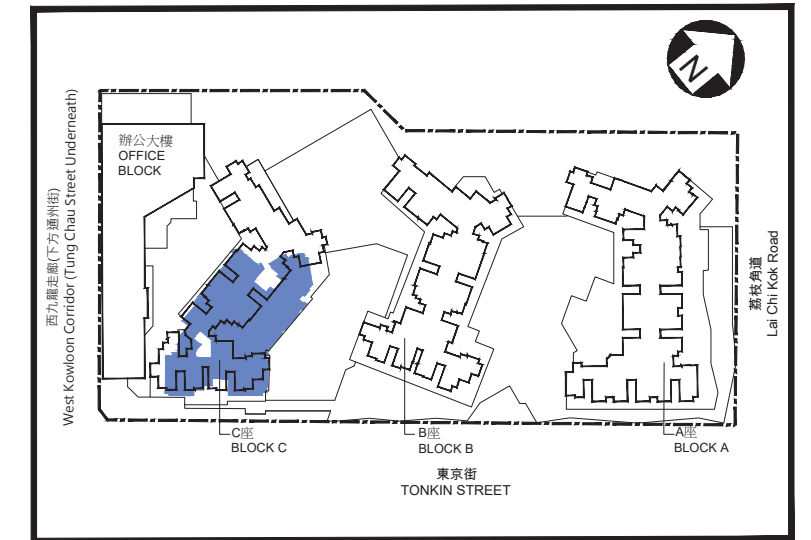 N
辦公大樓
OFFICE
BLOCK
西九龍走廊(下方通州街)
West Kowloon Corridor (Tung Chau Street Underneath)
荔枝角道
Lai Chi Kok Road
C座
BLOCK C
B座
BLOCK B
A座
BLOCK A
東京街
TONKIN STREET